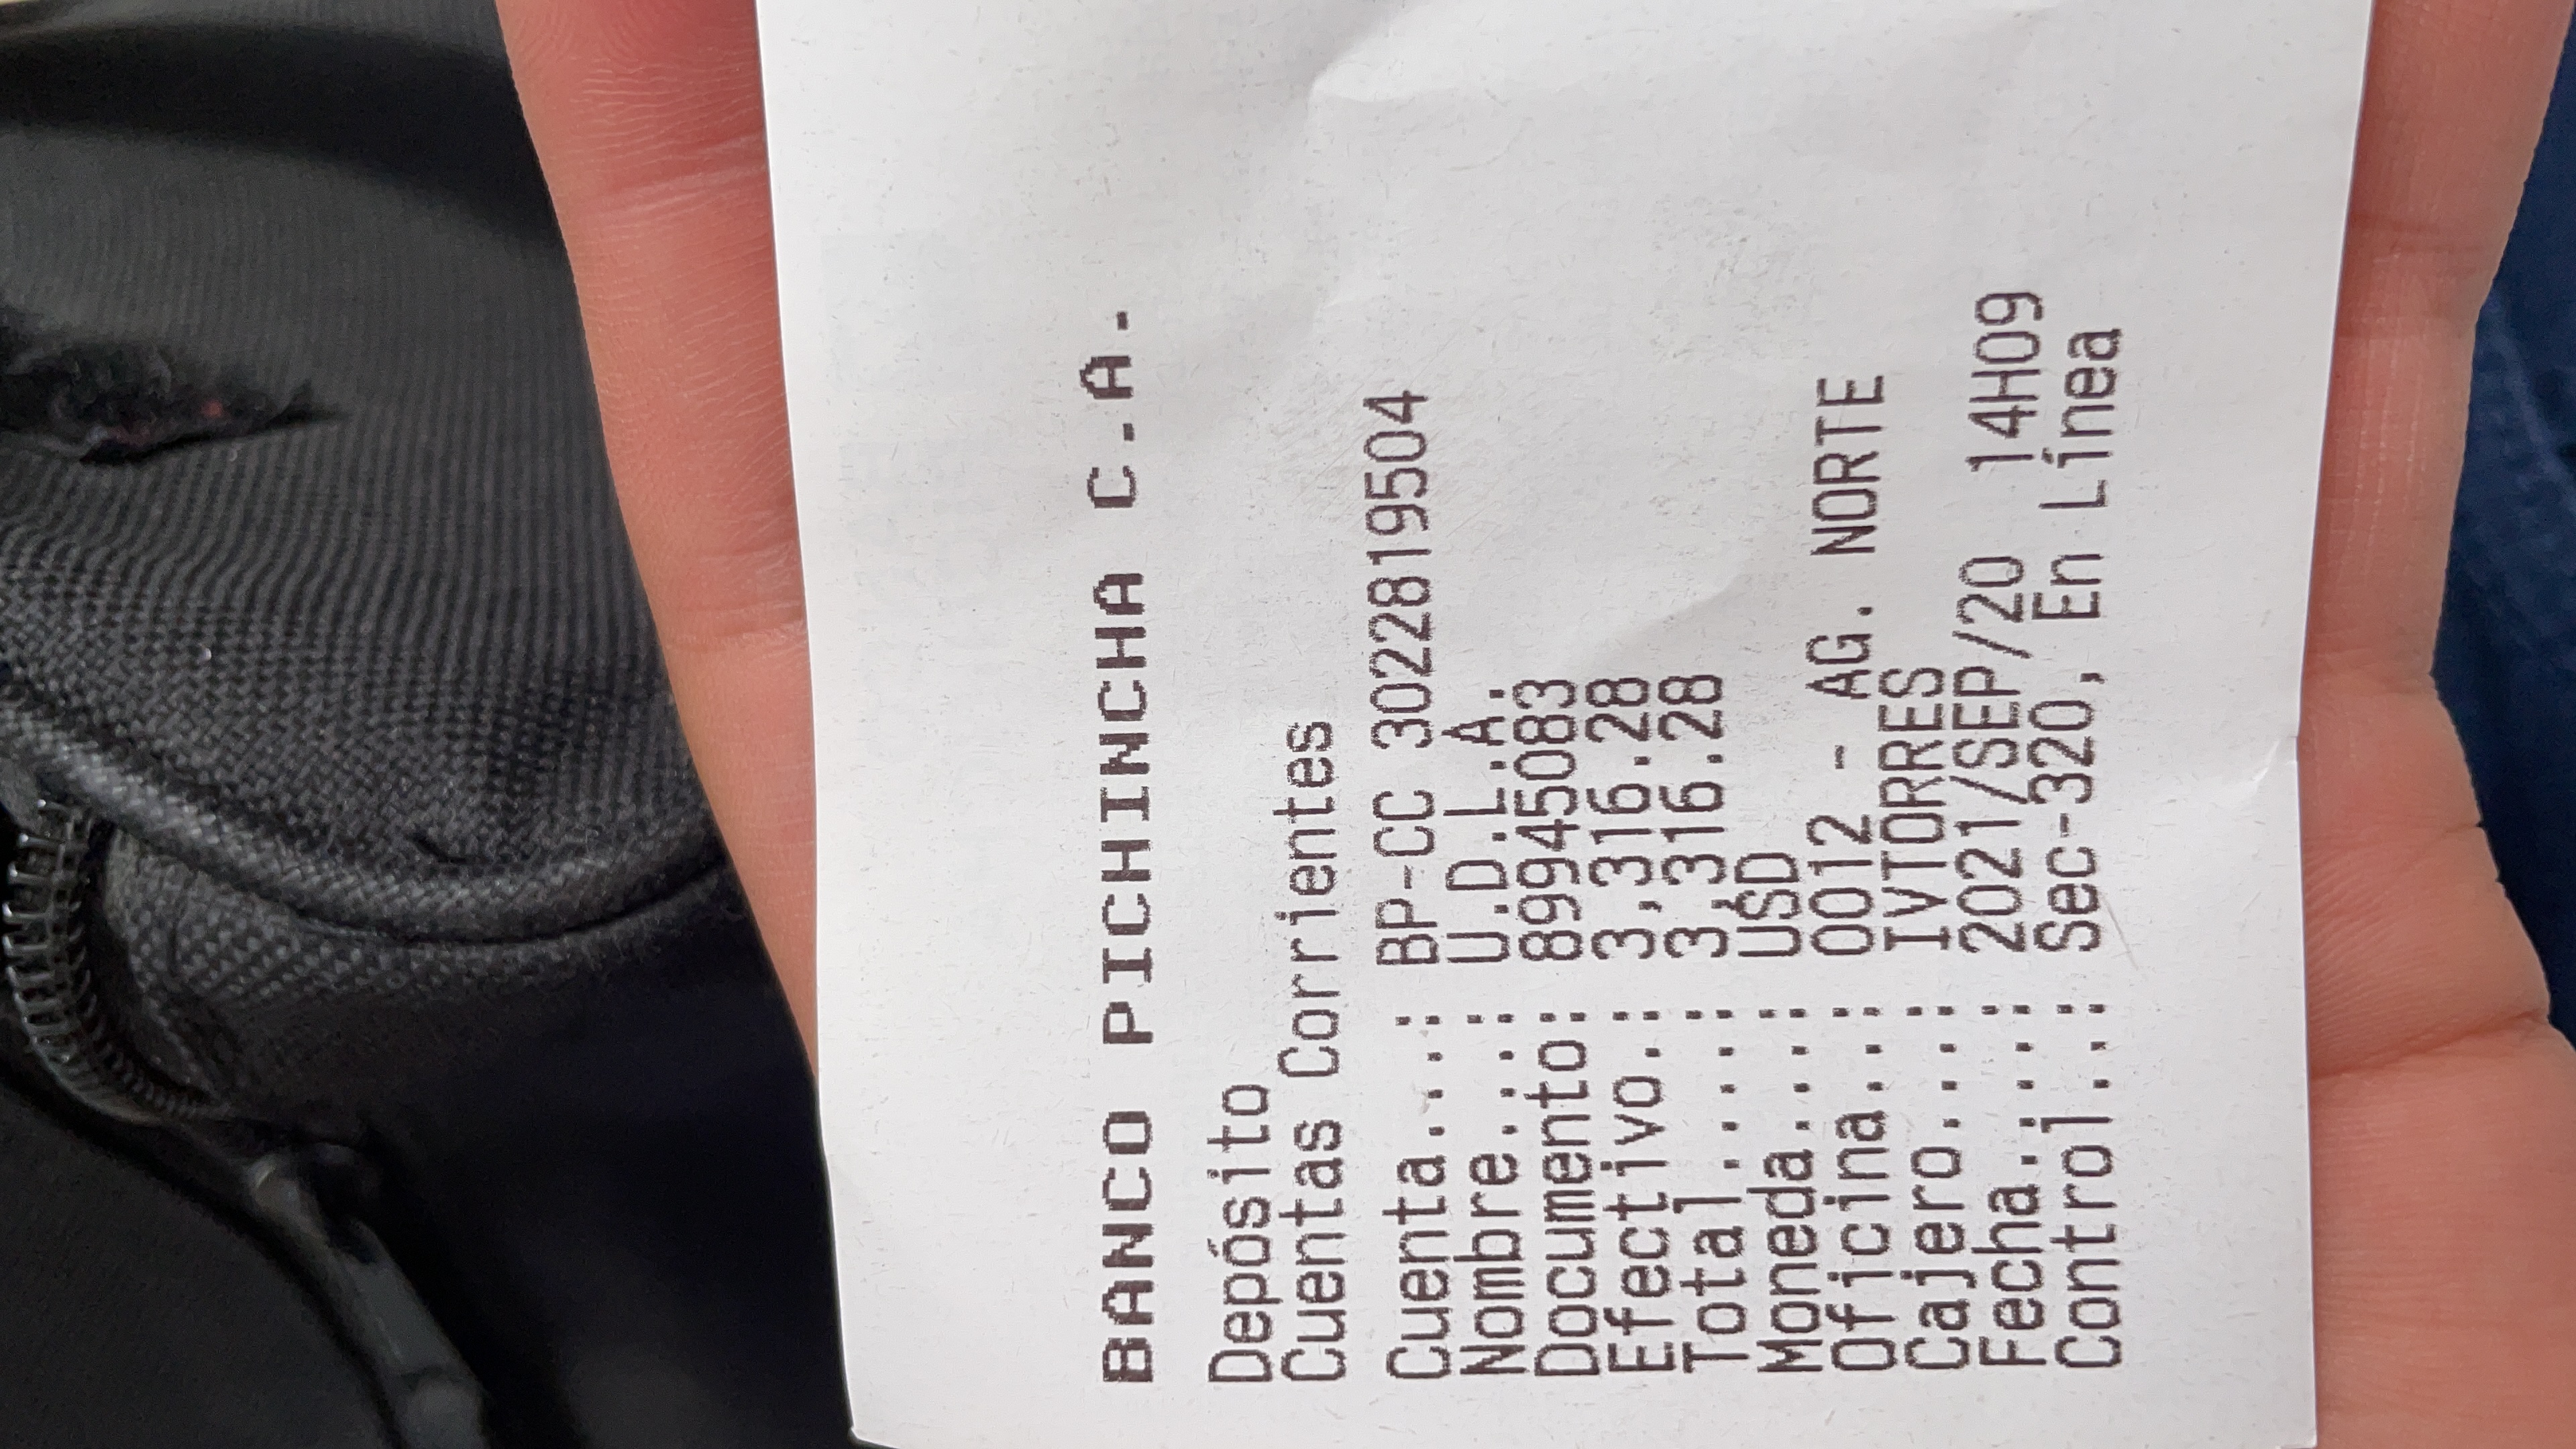 BANCO PICHINCHA C.A.
Depósito
Cuentas Corrientes
Cuenta....: BP-CC 3022819504
Nombre....: U.D.L.A.
Documento: 89945083
Efectivo.: 3,316.28
Total.....: 3,316.28
Moneda....: USD
Oficina...: 0012 - AG. NORTE
Cajero....: IVTORRES
Fecha.....: 2021/SEP/20 14H09
Control..: Sec-320, En Línea